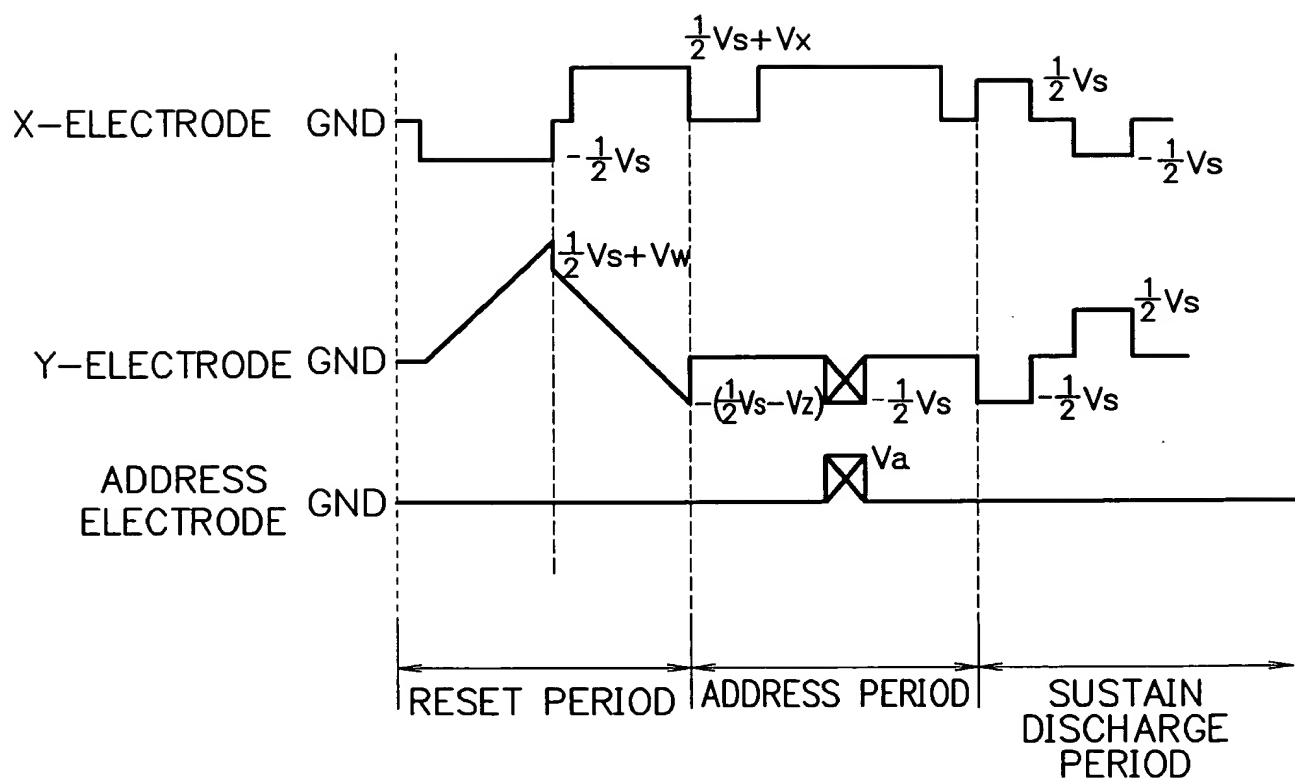 ½Vs+Vx
X-ELECTRODE GND
½Vs
-½Vs
-½Vs
½Vs+Vw
½Vs
Y-ELECTRODE GND
-(½Vs-Vz)
-½Vs
-½Vs
Va
ADDRESS
ELECTRODE GND
RESET PERIOD
ADDRESS PERIOD
SUSTAIN
DISCHARGE
PERIOD